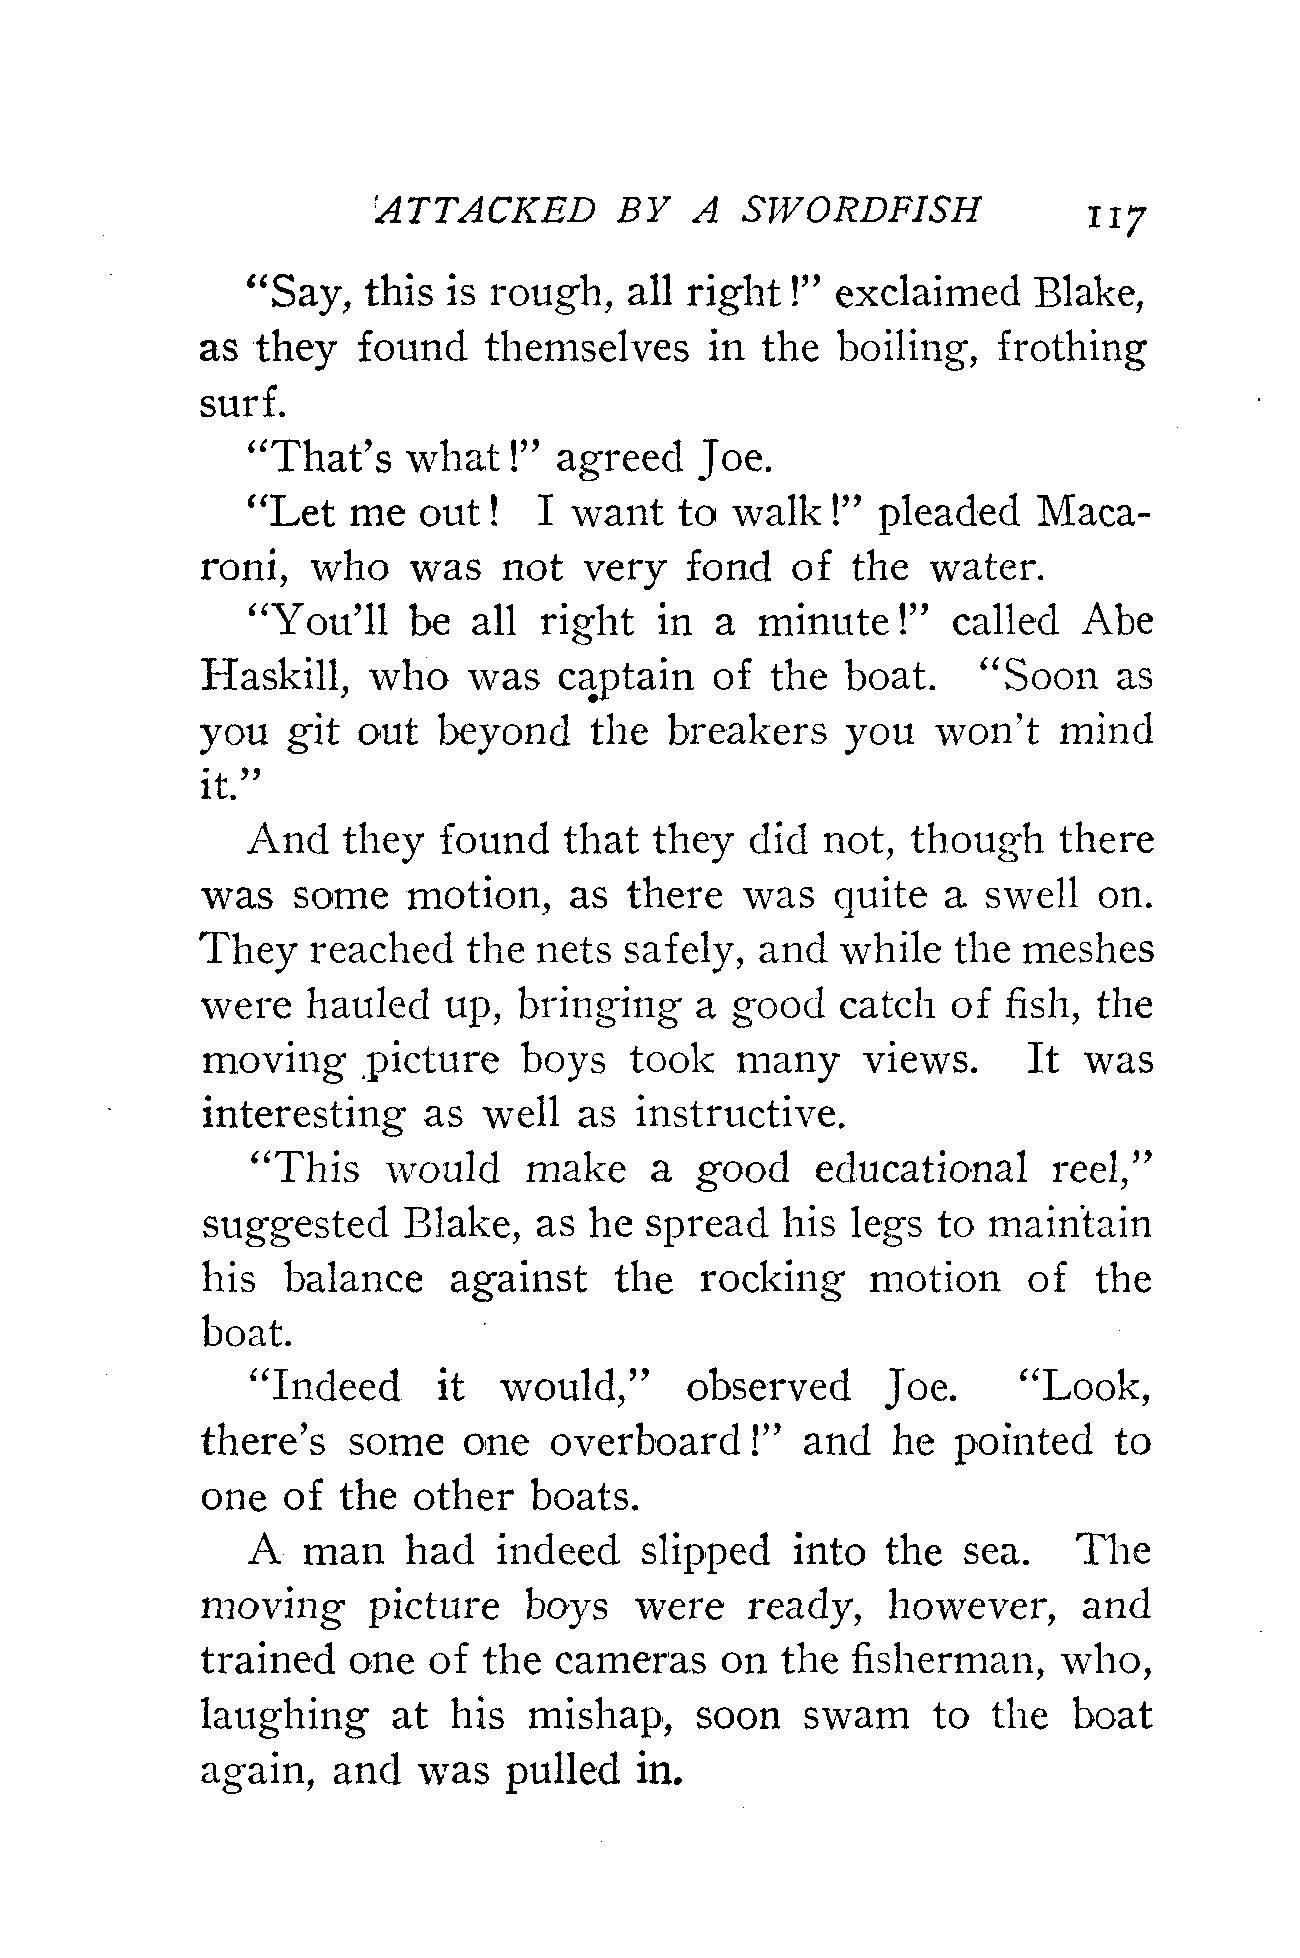 ATTACKED BY A SWORDFISH 117
"Say, this is rough, all right!" exclaimed Blake,
as they found themselves in the boiling, frothing
surf.
"That's what!" agreed Joe.
"Let me out! I want to walk!" pleaded Maca-
roni, who was not very fond of the water.
"You'll be all right in a minute!" called Abe
Haskill, who was captain of the boat. "Soon as
you git out beyond the breakers you won't mind
it."
And they found that they did not, though there
was some motion, as there was quite a swell on.
They reached the nets safely, and while the meshes
were hauled up, bringing a good catch of fish, the
moving picture boys took many views. It was
interesting as well as instructive.
"This would make a good educational reel,"
suggested Blake, as he spread his legs to maintain
his balance against the rocking motion of the
boat.
"Indeed it would," observed Joe. "Look,
there's some one overboard!" and he pointed to
one of the other boats.
A man had indeed slipped into the sea. The
moving picture boys were ready, however, and
trained one of the cameras on the fisherman, who,
laughing at his mishap, soon swam to the boat
again, and was pulled in.